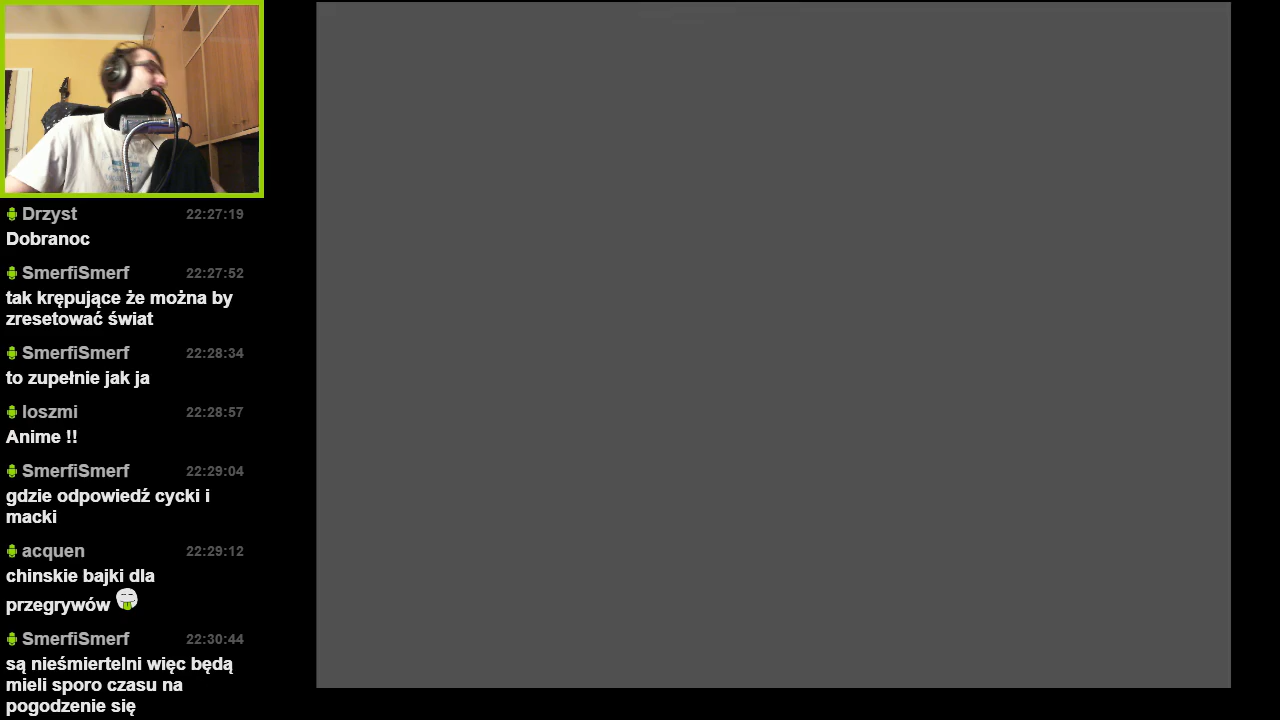 Drzyst 22:27:19
Dobranoc
SmerfiSmerf 22:27:52
tak krępujące że można by
zresetować świat
SmerfiSmerf 22:28:34
to zupełnie jak ja
loszmi 22:28:57
Anime !!
SmerfiSmerf 22:29:04
gdzie odpowiedź cycki i
macki
acquen 22:29:12
chinskie bajki dla
przegrywów
SmerfiSmerf 22:30:44
są nieśmiertelni więc będą
mieli sporo czasu na
pogodzenie się